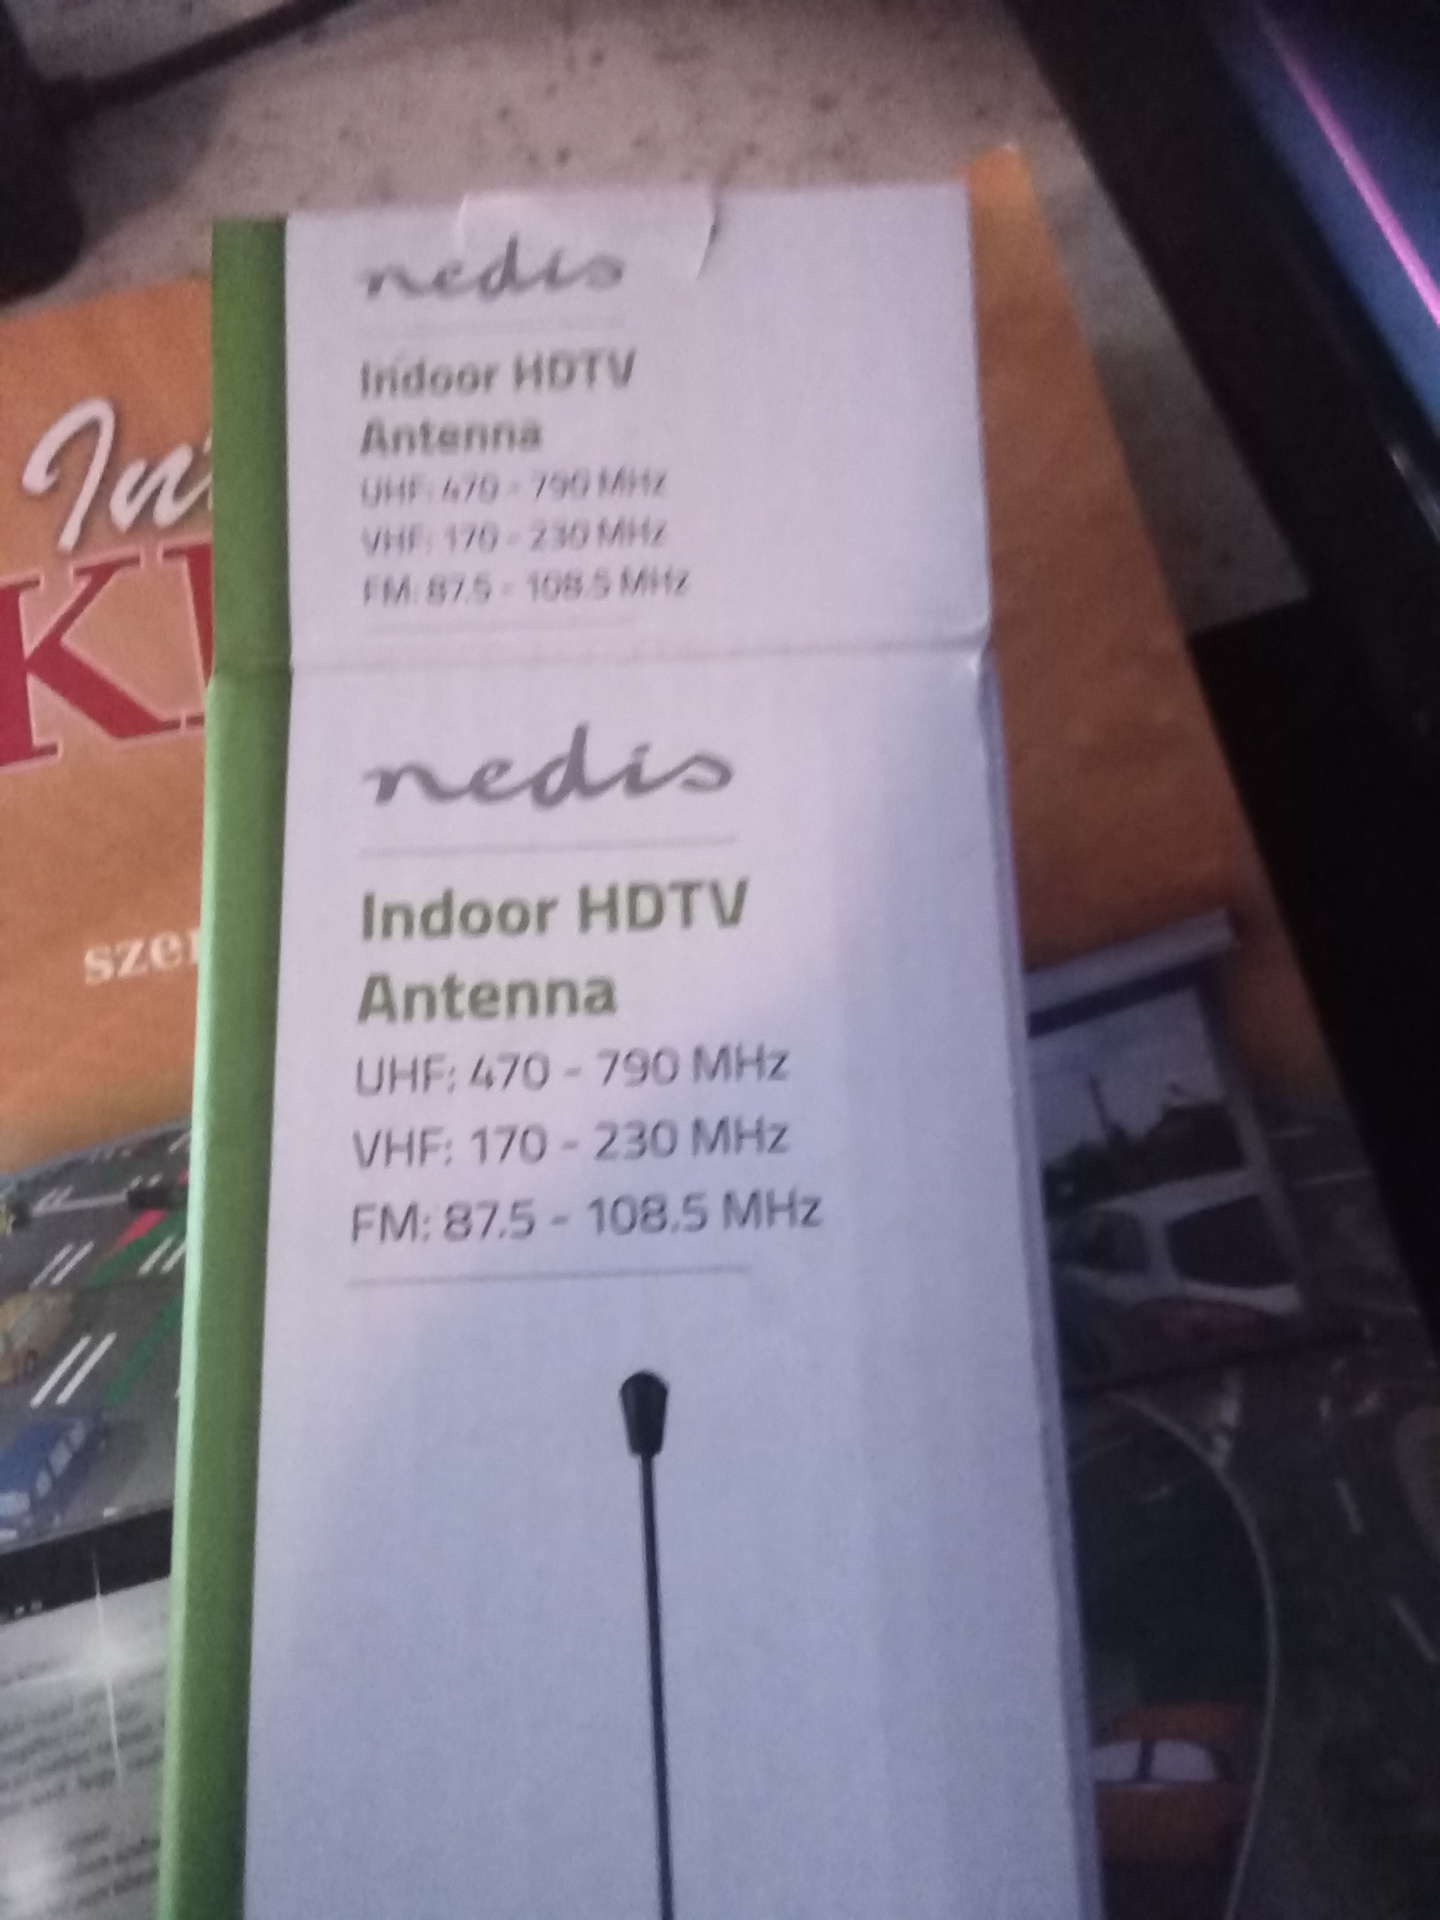 nedis
Indoor HDTV
Antenna
UHF: 470 - 790 MHz
VHF: 170 - 230 MHz
FM: 87.5 - 108.5 MHz
nedis
Indoor HDTV
Antenna
UHF: 470 - 790 MHz
VHF: 170 - 230 MHz
FM: 87.5 - 108.5 MHz